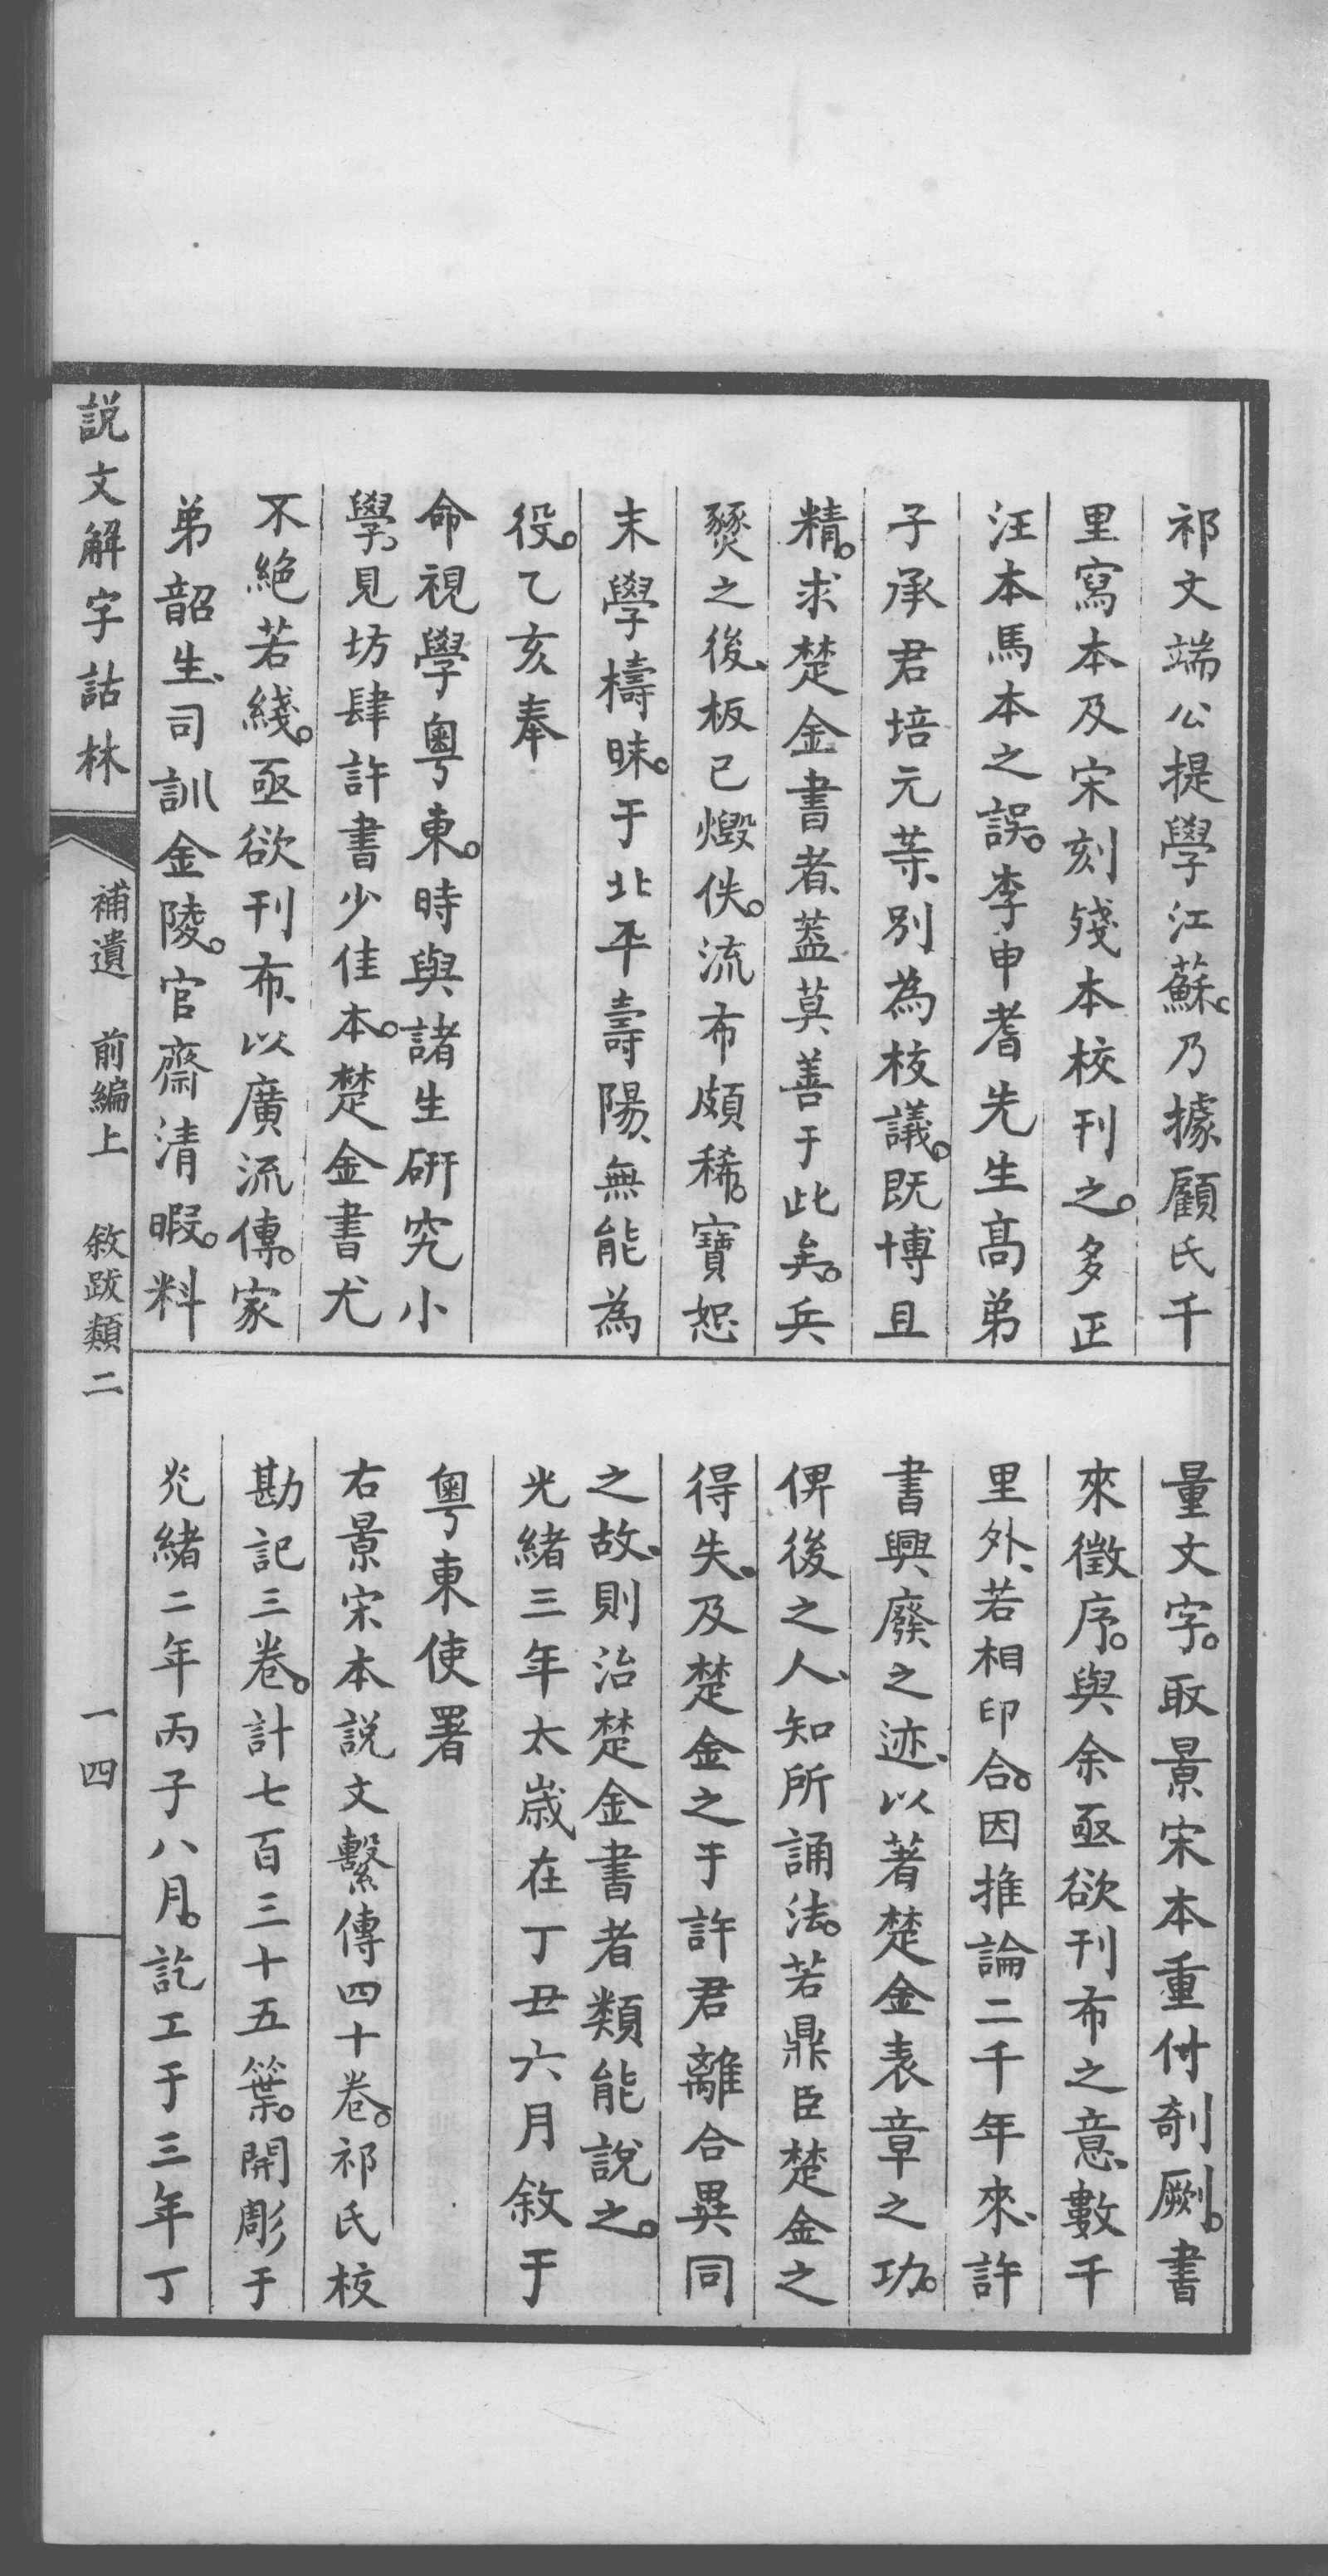 祁文端公提學江蘇。乃據顧氏千
里寫本及宋刻殘本校刊之。多正
汪本馬本之誤。李申耆先生高弟
子承君培元等、別為校議。既博且
精。求楚金書者、蓋莫善于此矣。兵
燹之後、板已燬佚。流布頗稀。寶恕
末學檮昧。于北平壽陽、無能為
役。乙亥奉
命視學粵東。時與諸生研究小
學。見坊肆許書少佳本。楚金書尤
不絕若綫。亟欲刊布、以廣流傳。家
弟韶生、司訓金陵。官齋清暇。料
量文字。取景宋本重付剞劂。書
來徵序。與余亟欲刊布之意、數千
里外、若相印合。因推論二千年來、許
書興廢之迹、以著楚金表章之功。
俾後之人、知所誦法。若鼎臣楚金之
得失、及楚金之于許君離合異同
之故、則治楚金書者類能說之。
光緒三年太歲在丁丑六月敘于
粵東使署
右景宋本説文繫傳四十卷。祁氏校
勘記三卷。計七百三十五葉。開彫于
光緒二年丙子八月。訖工于三年丁
説文解字詁林
補遺 前編上 敘跋類二
一四